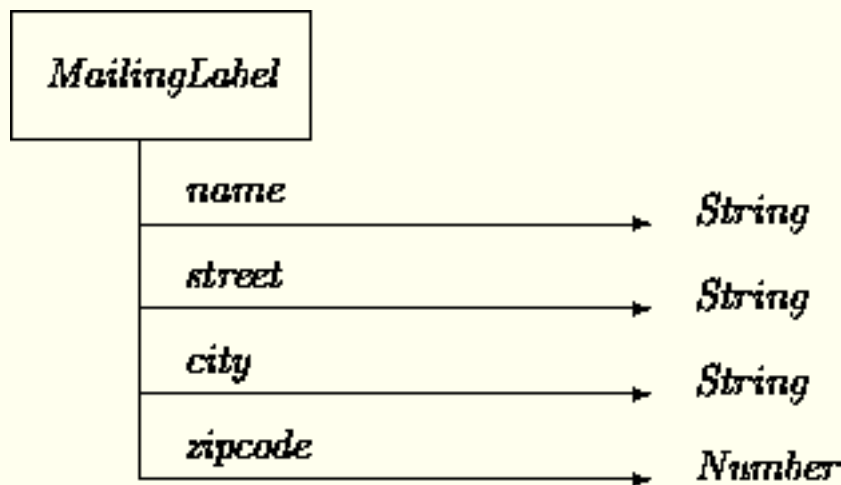 MailingLabel
name
String
street
String
city
String
zipcode
Number